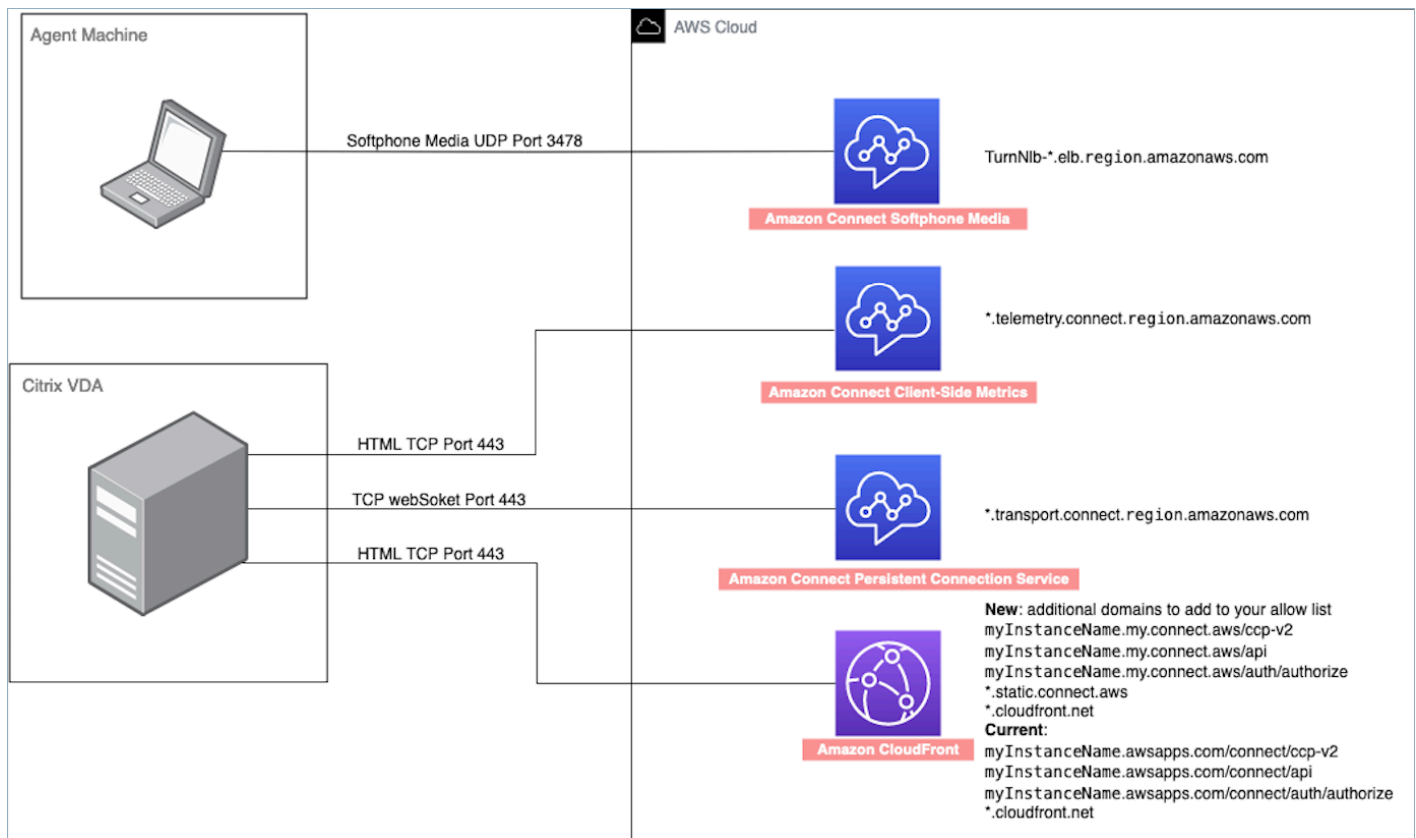 Agent Machine
AWS Cloud
Softphone Media UDP Port 3478
TurnNlb-*.elb.region.amazonaws.com
Amazon Connect Softphone Media
*.telemetry.connect.region.amazonaws.com
Citrix VDA
Amazon Connect Client-Side Metrics
HTML TCP Port 443
TCP webSoket Port 443
*.transport.connect.region.amazonaws.com
HTML TCP Port 443
Amazon Connect Persistent Connection Service
New: additional domains to add to your allow list
myInstanceName.my.connect.aws/ccp-v2
myInstanceName.my.connect.aws/api
myInstanceName.my.connect.aws/auth/authorize
*.static.connect.aws
*.cloudfront.net
Current:
Amazon CloudFront
myInstanceName.awsapps.com/connect/ccp-v2
myInstanceName.awsapps.com/connect/api
myInstanceName.awsapps.com/connect/auth/authorize
*.cloudfront.net